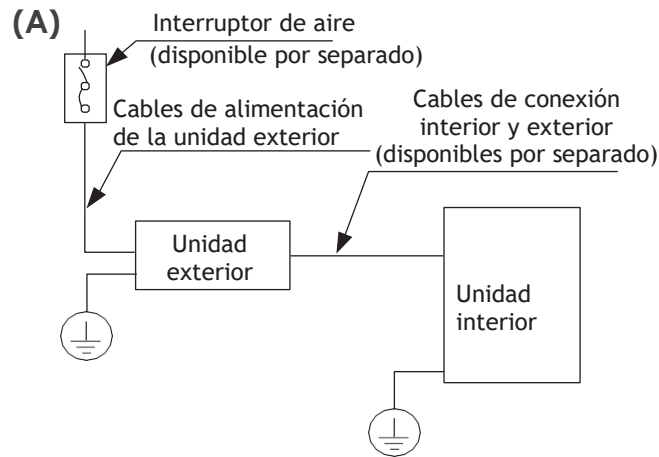 (A)
Interruptor de aire
(disponible por separado)
Cables de alimentación
de la unidad exterior
Cables de conexión
interior y exterior
(disponibles por separado)
Unidad
exterior
Unidad
interior